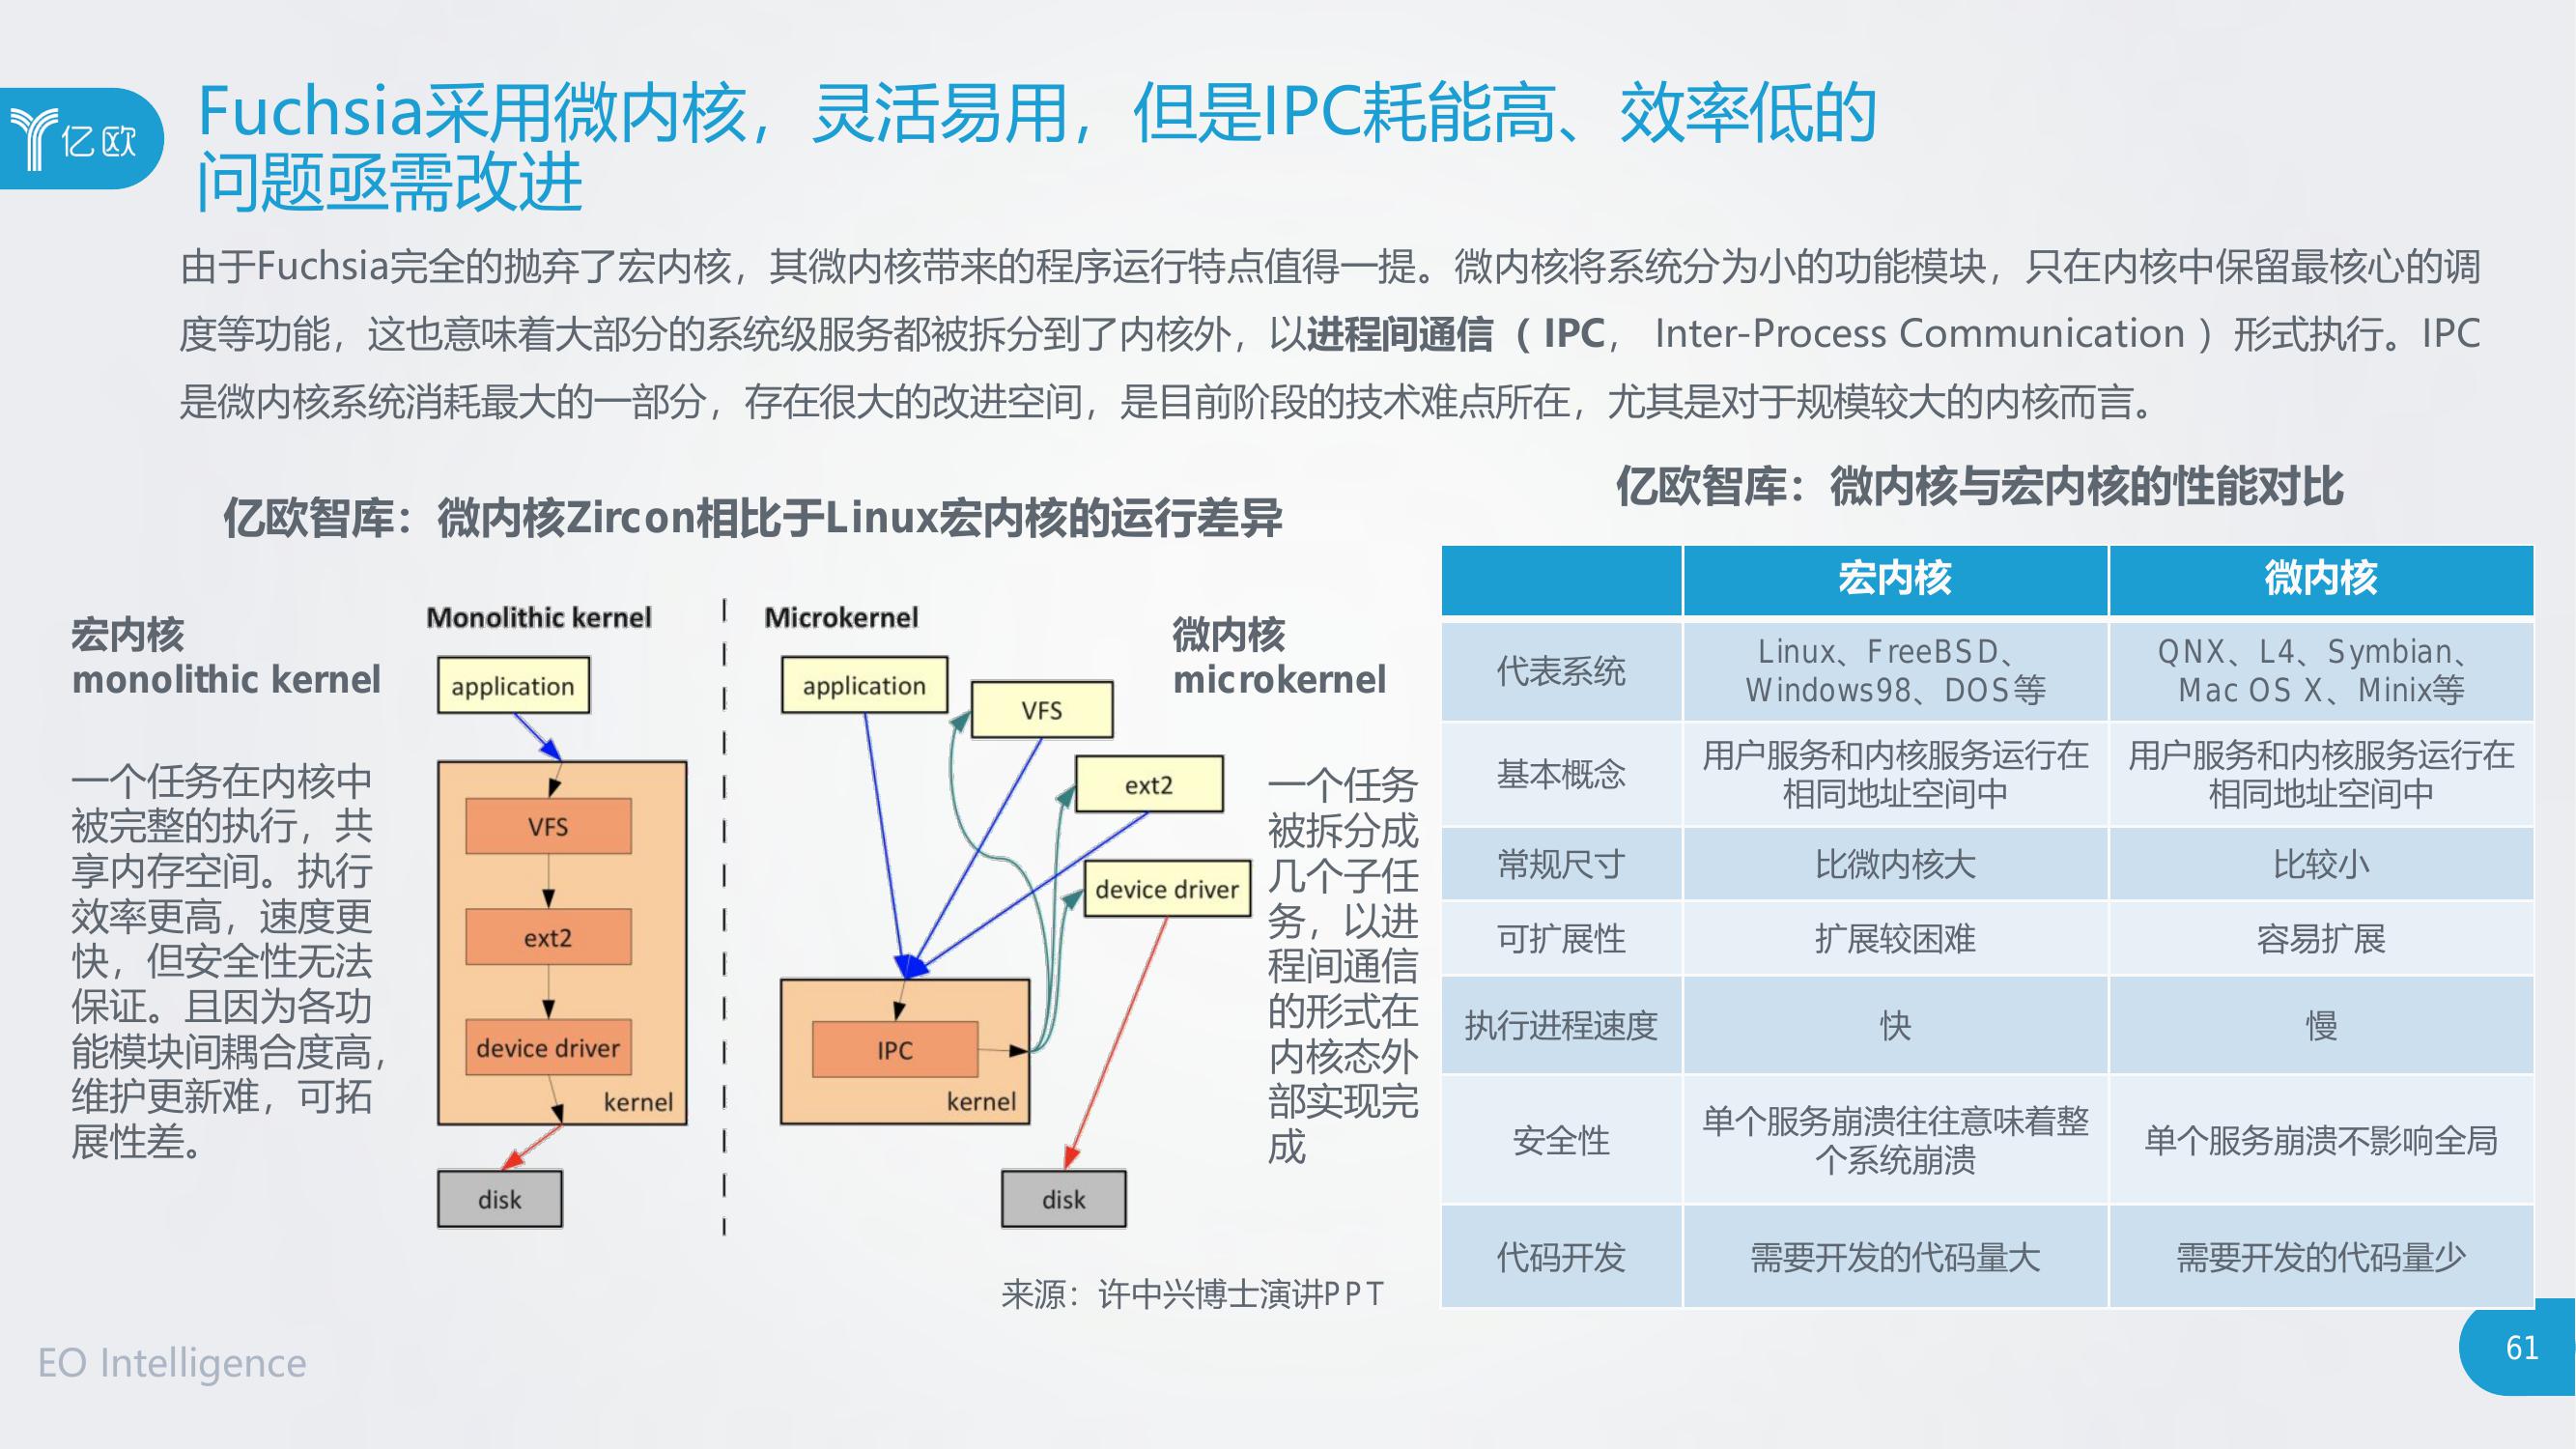 亿欧
Fuchsia采用微内核，灵活易用，但是IPC耗能高、效率低的
问题亟需改进
由于Fuchsia完全的抛弃了宏内核，其微内核带来的程序运行特点值得一提。微内核将系统分为小的功能模块，只在内核中保留最核心的调
度等功能，这也意味着大部分的系统级服务都被拆分到了内核外，以进程间通信（IPC， Inter-Process Communication ）形式执行。IPC
是微内核系统消耗最大的一部分，存在很大的改进空间，是目前阶段的技术难点所在，尤其是对于规模较大的内核而言。
亿欧智库：微内核Zircon相比于Linux宏内核的运行差异
宏内核
monolithic kernel
一个任务在内核中
被完整的执行，共
享内存空间。执行
效率更高，速度更
快，但安全性无法
保证。且因为各功
能模块间耦合度高，
维护更新难，可拓
展性差。
Monolithic kernel
application
VFS
ext2
device driver
kernel
disk
Microkernel
application
VFS
ext2
device driver
IPC
kernel
disk
微内核
microkernel
一个任务
被拆分成
几个子任
务，以进
程间通信
的形式在
内核态外
部实现完
成
来源：许中兴博士演讲PPT
亿欧智库：微内核与宏内核的性能对比
宏内核
微内核
代表系统
Linux、FreeBSD、
Windows98、DOS等
QNX、L4、Symbian、
Mac OS X、Minix等
基本概念
用户服务和内核服务运行在
相同地址空间中
用户服务和内核服务运行在
相同地址空间中
常规尺寸
比微内核大
比较小
可扩展性
扩展较困难
容易扩展
执行进程速度
快
慢
安全性
单个服务崩溃往往意味着整
个系统崩溃
单个服务崩溃不影响全局
代码开发
需要开发的代码量大
需要开发的代码量少
EO Intelligence
61